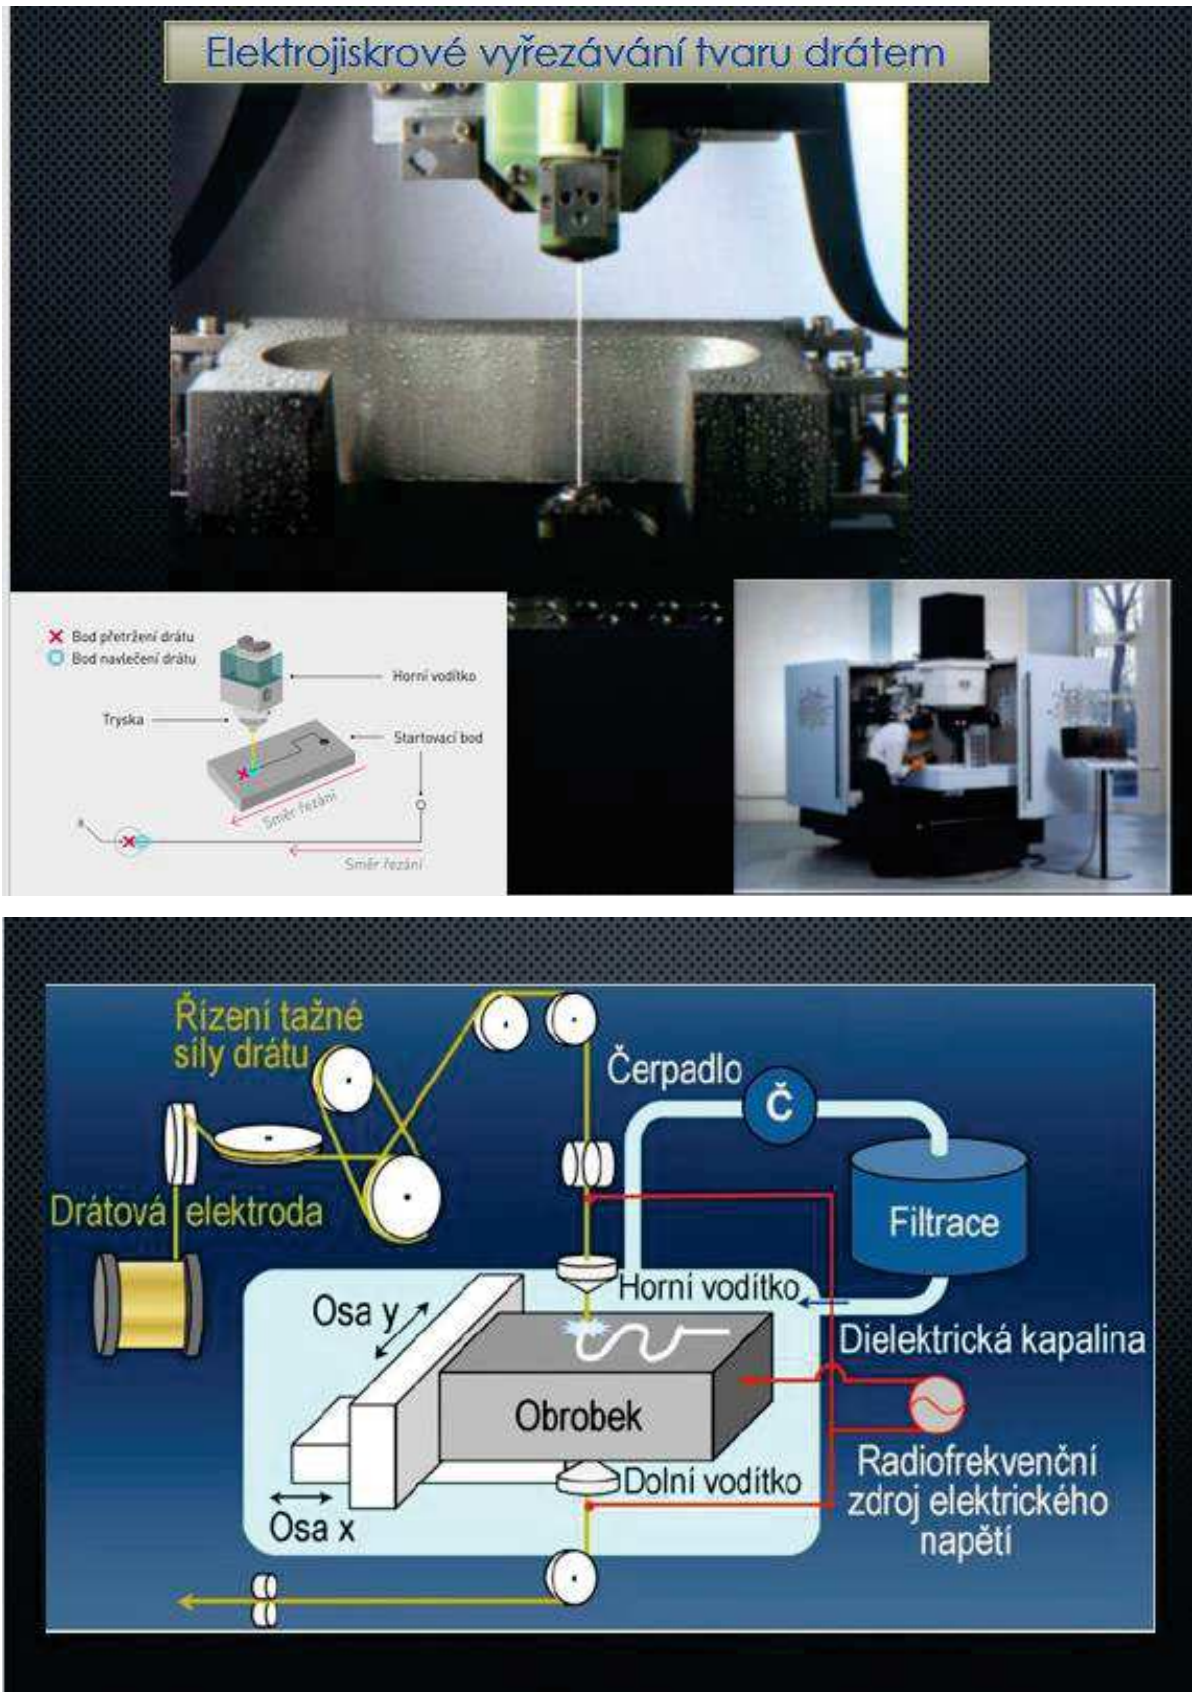 Elektrojiskrové vyřezávání tvaru drátem
Bod přetržení drátu
Bod navlečení drátu
Horní vodítko
Tryska
Startovací bod
Směr řezání
Směr řezání
Řízení tažné
síly drátu
Čerpadlo
Č
Drátová elektroda
Filtrace
Horní vodítko
Osa y
Dielektrická kapalina
Obrobek
Dolní vodítko
Osa x
Radiofrekvenční
zdroj elektrického
napětí